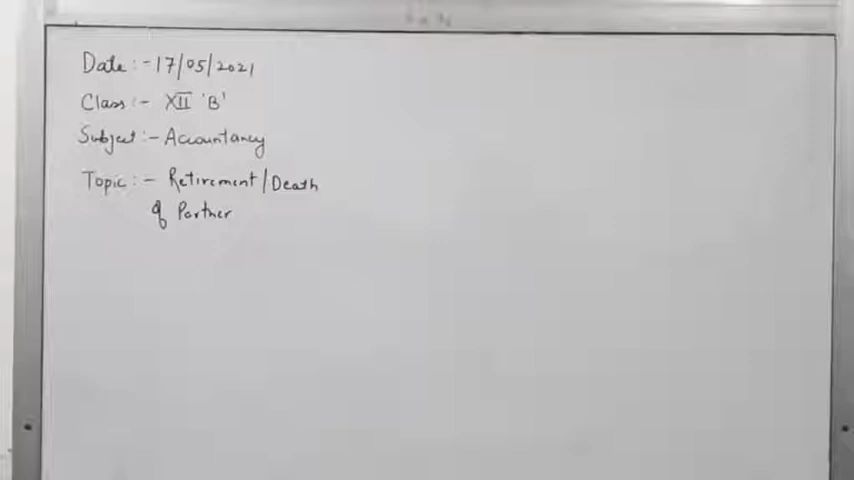 Date :- 17/05/2021
Class :- XII 'B'
Subject :- Accountancy
Topic :- Retirement/Death
of Partner